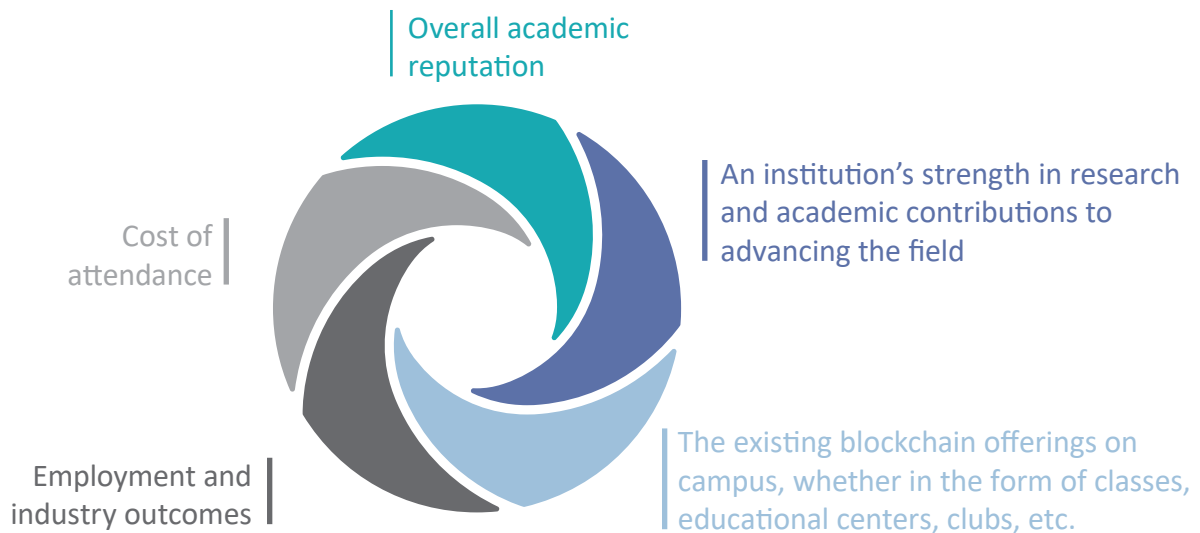 Overall academic
reputation
An institution’s strength in research
and academic contributions to
advancing the field
The existing blockchain offerings on
campus, whether in the form of classes,
educational centers, clubs, etc.
Employment and
industry outcomes
Cost of
attendance